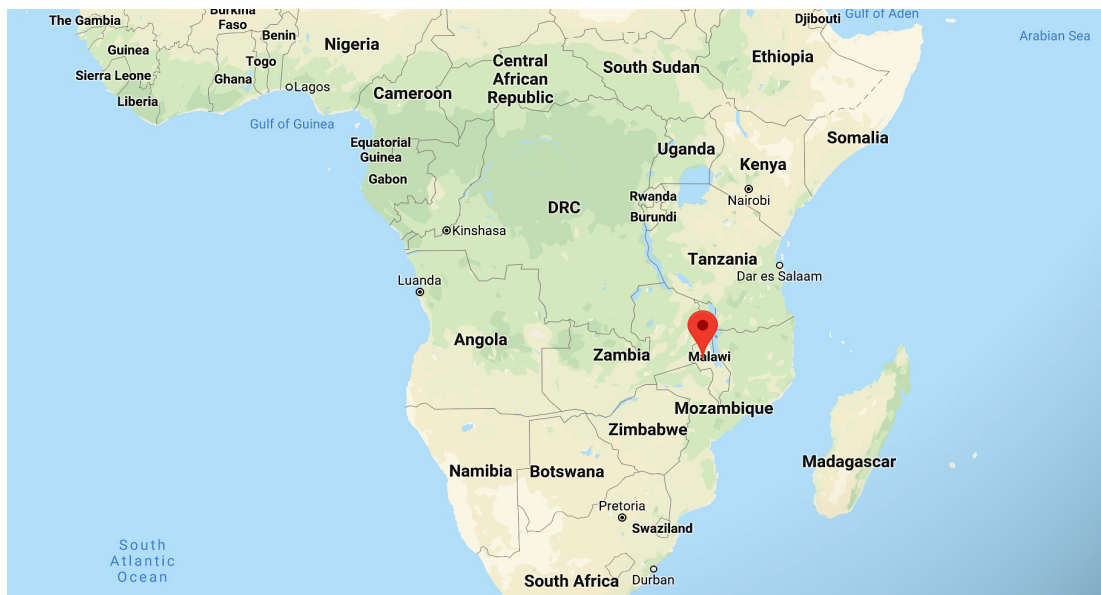 The Gambia
Burkina
Faso
Djibouti
Gulf of Aden
Arabian Sea
Guinea
Benin
Nigeria
Togo
Ghana
Sierra Leone
Liberia
Lagos
Central
African
Republic
South Sudan
Ethiopia
Cameroon
Gulf of Guinea
Equatorial
Guinea
Gabon
Uganda
Kenya
Somalia
Nairobi
Rwanda
Burundi
DRC
Kinshasa
Tanzania
Dar es Salaam
Luanda
Angola
Zambia
Malawi
Mozambique
Zimbabwe
Madagascar
Namibia
Botswana
Pretoria
Swaziland
South
Atlantic
Ocean
South Africa
Durban